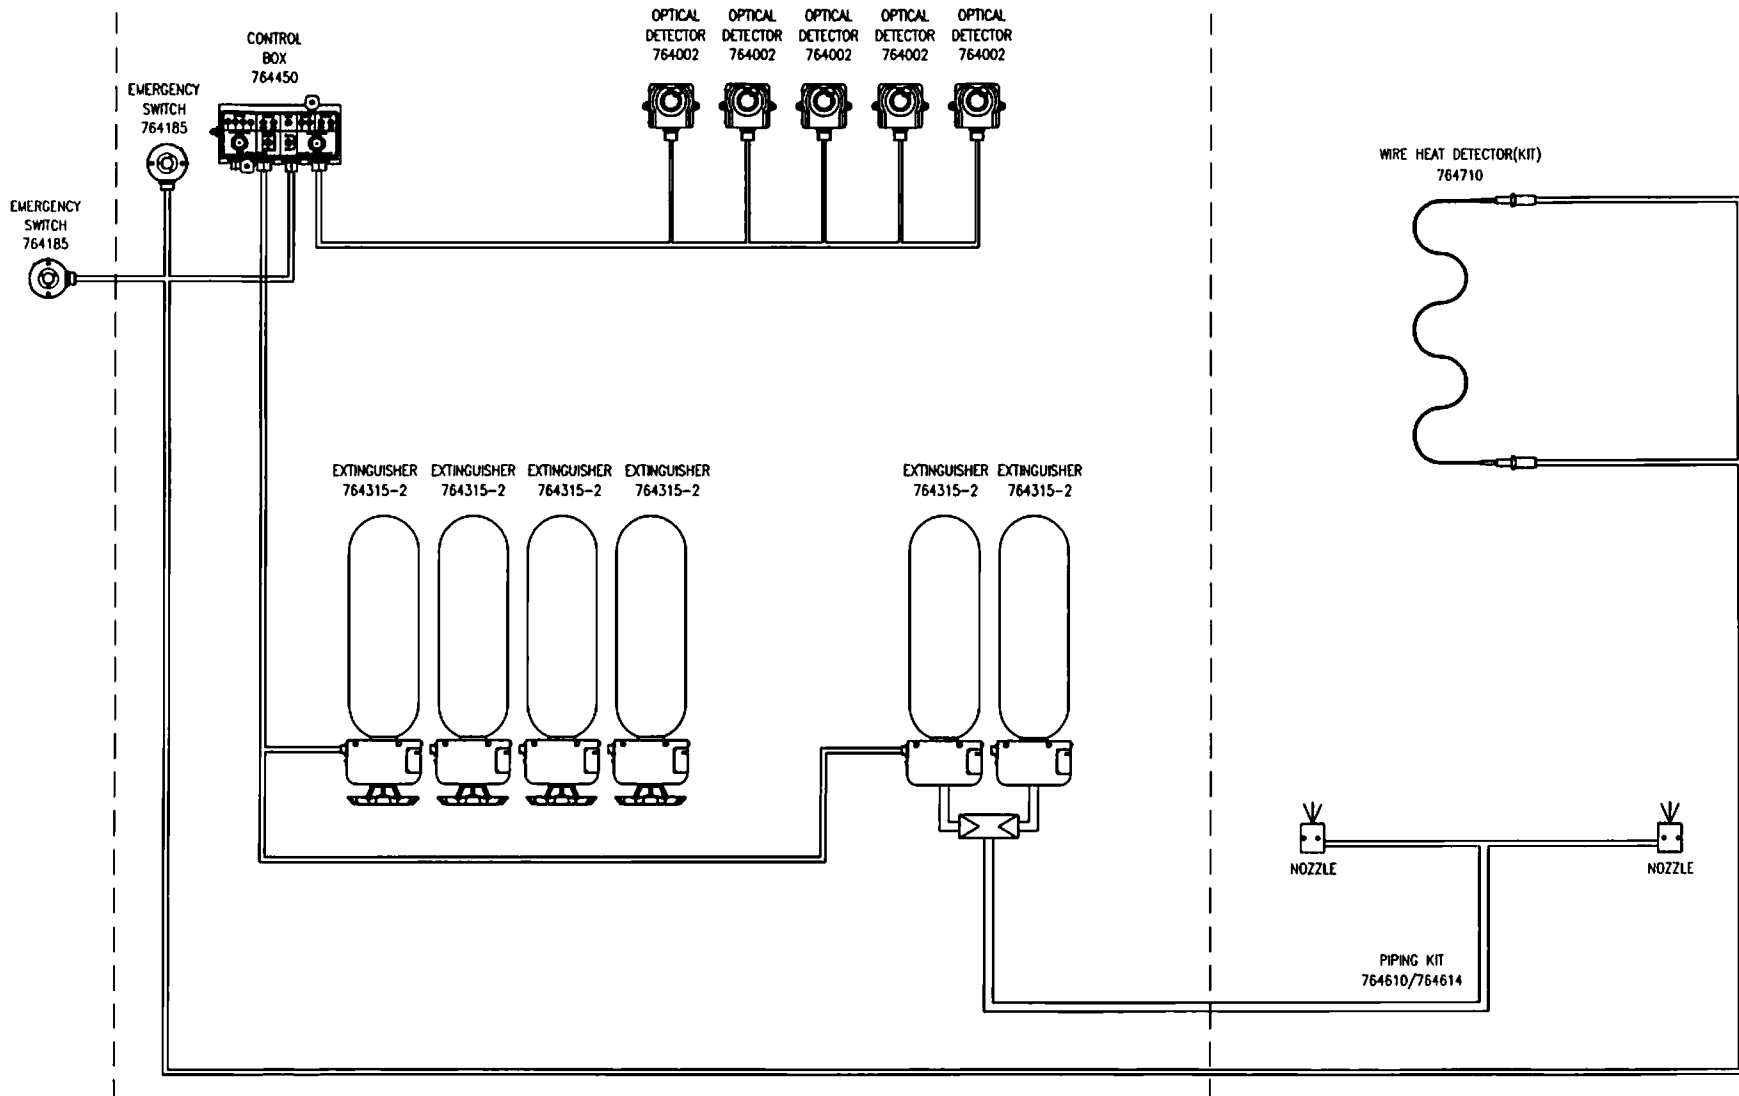 CONTROL
BOX
764450
EMERGENCY
SWITCH
764185
EMERGENCY
SWITCH
764185
OPTICAL
DETECTOR
764002
OPTICAL
DETECTOR
764002
OPTICAL
DETECTOR
764002
OPTICAL
DETECTOR
764002
OPTICAL
DETECTOR
764002
WIRE HEAT DETECTOR(KIT)
764710
EXTINGUISHER
764315-2
EXTINGUISHER
764315-2
EXTINGUISHER
764315-2
EXTINGUISHER
764315-2
EXTINGUISHER
764315-2
EXTINGUISHER
764315-2
NOZZLE
NOZZLE
PIPING KIT
764610/764614